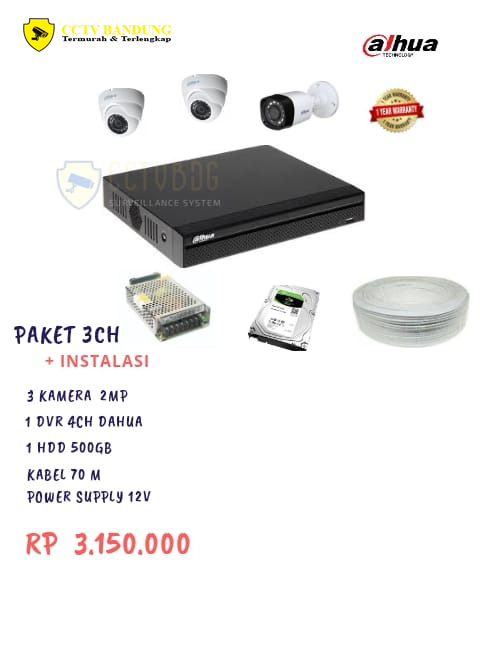 CCTV BANDUNG
Termurah & Terlengkap
alhua
TECHNOLOGY
1 YEAR WARRANTY
CCTVBDG
SURVEILLANCE SYSTEM
alhua
PAKET 3CH
+ INSTALASI
3 KAMERA 2MP
1 DVR 4CH DAHUA
1 HDD 500GB
KABEL 70 M
POWER SUPPLY 12V
RP 3.150.000